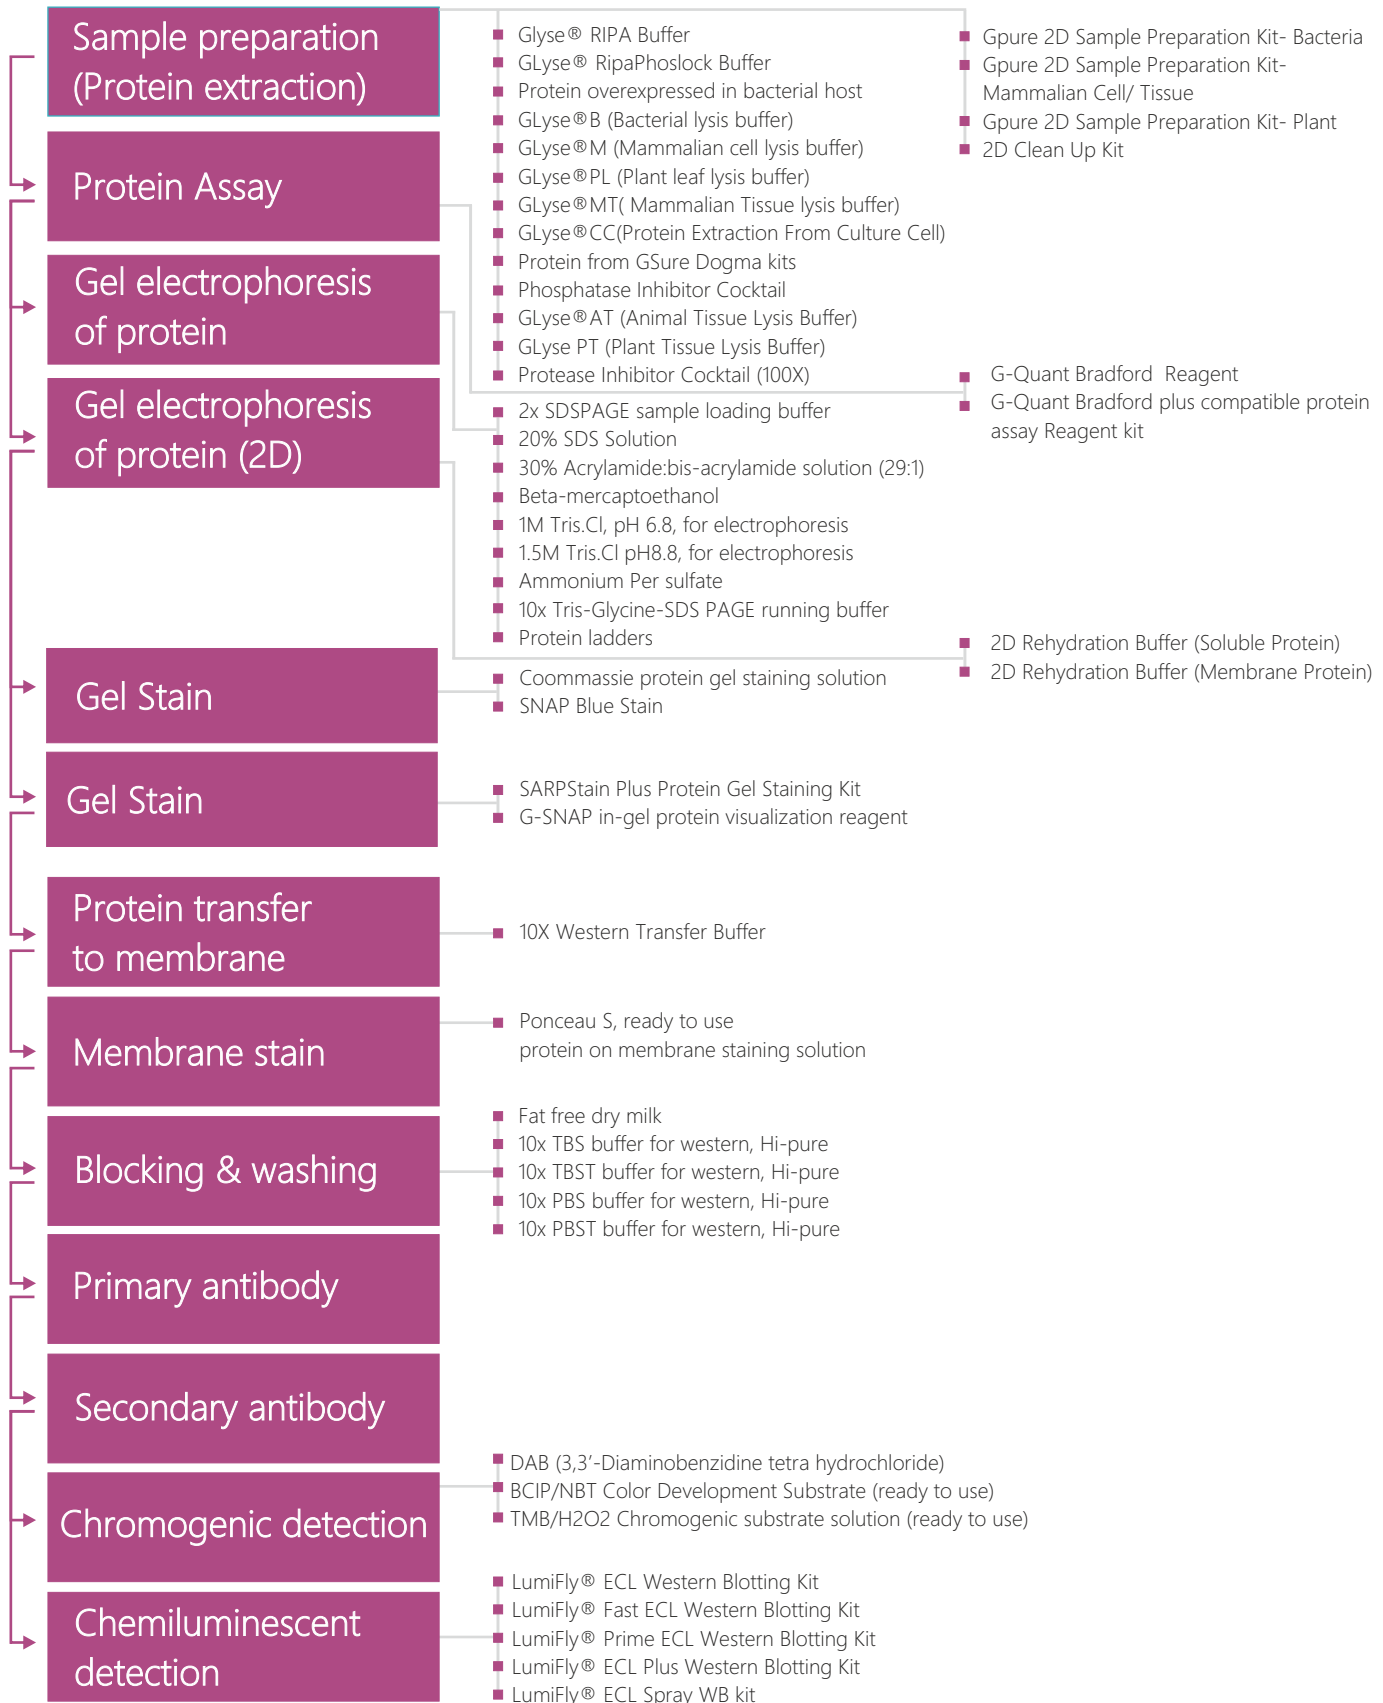 Sample preparation
(Protein extraction)
Glyse® RIPA Buffer
GLyse® RipaPhoslock Buffer
Protein overexpressed in bacterial host
GLyse®B (Bacterial lysis buffer)
GLyse®M (Mammalian cell lysis buffer)
GLyse®PL (Plant leaf lysis buffer)
GLyse®MT( Mammalian Tissue lysis buffer)
GLyse®CC(Protein Extraction From Culture Cell)
Protein from GSure Dogma kits
Phosphatase Inhibitor Cocktail
GLyse®AT (Animal Tissue Lysis Buffer)
GLyse PT (Plant Tissue Lysis Buffer)
Protease Inhibitor Cocktail (100X)
Gpure 2D Sample Preparation Kit- Bacteria
Gpure 2D Sample Preparation Kit-
Mammalian Cell/ Tissue
Gpure 2D Sample Preparation Kit- Plant
2D Clean Up Kit
Protein Assay
G-Quant Bradford  Reagent
G-Quant Bradford plus compatible protein
assay Reagent kit
Gel electrophoresis
of protein
2x SDSPAGE sample loading buffer
20% SDS Solution
30% Acrylamide:bis-acrylamide solution (29:1)
Beta-mercaptoethanol
1M Tris.Cl, pH 6.8, for electrophoresis
1.5M Tris.Cl pH8.8, for electrophoresis
Ammonium Per sulfate
10x Tris-Glycine-SDS PAGE running buffer
Protein ladders
Gel electrophoresis
of protein (2D)
2D Rehydration Buffer (Soluble Protein)
2D Rehydration Buffer (Membrane Protein)
Gel Stain
Coommassie protein gel staining solution
SNAP Blue Stain
Gel Stain
SARPStain Plus Protein Gel Staining Kit
G-SNAP in-gel protein visualization reagent
Protein transfer
to membrane
10X Western Transfer Buffer
Membrane stain
Ponceau S, ready to use
protein on membrane staining solution
Blocking & washing
Fat free dry milk
10x TBS buffer for western, Hi-pure
10x TBST buffer for western, Hi-pure
10x PBS buffer for western, Hi-pure
10x PBST buffer for western, Hi-pure
Primary antibody
Secondary antibody
Chromogenic detection
DAB (3,3′-Diaminobenzidine tetra hydrochloride)
BCIP/NBT Color Development Substrate (ready to use)
TMB/H2O2 Chromogenic substrate solution (ready to use)
Chemiluminescent
detection
LumiFly® ECL Western Blotting Kit
LumiFly® Fast ECL Western Blotting Kit
LumiFly® Prime ECL Western Blotting Kit
LumiFly® ECL Plus Western Blotting Kit
LumiFly® ECL Spray WB kit